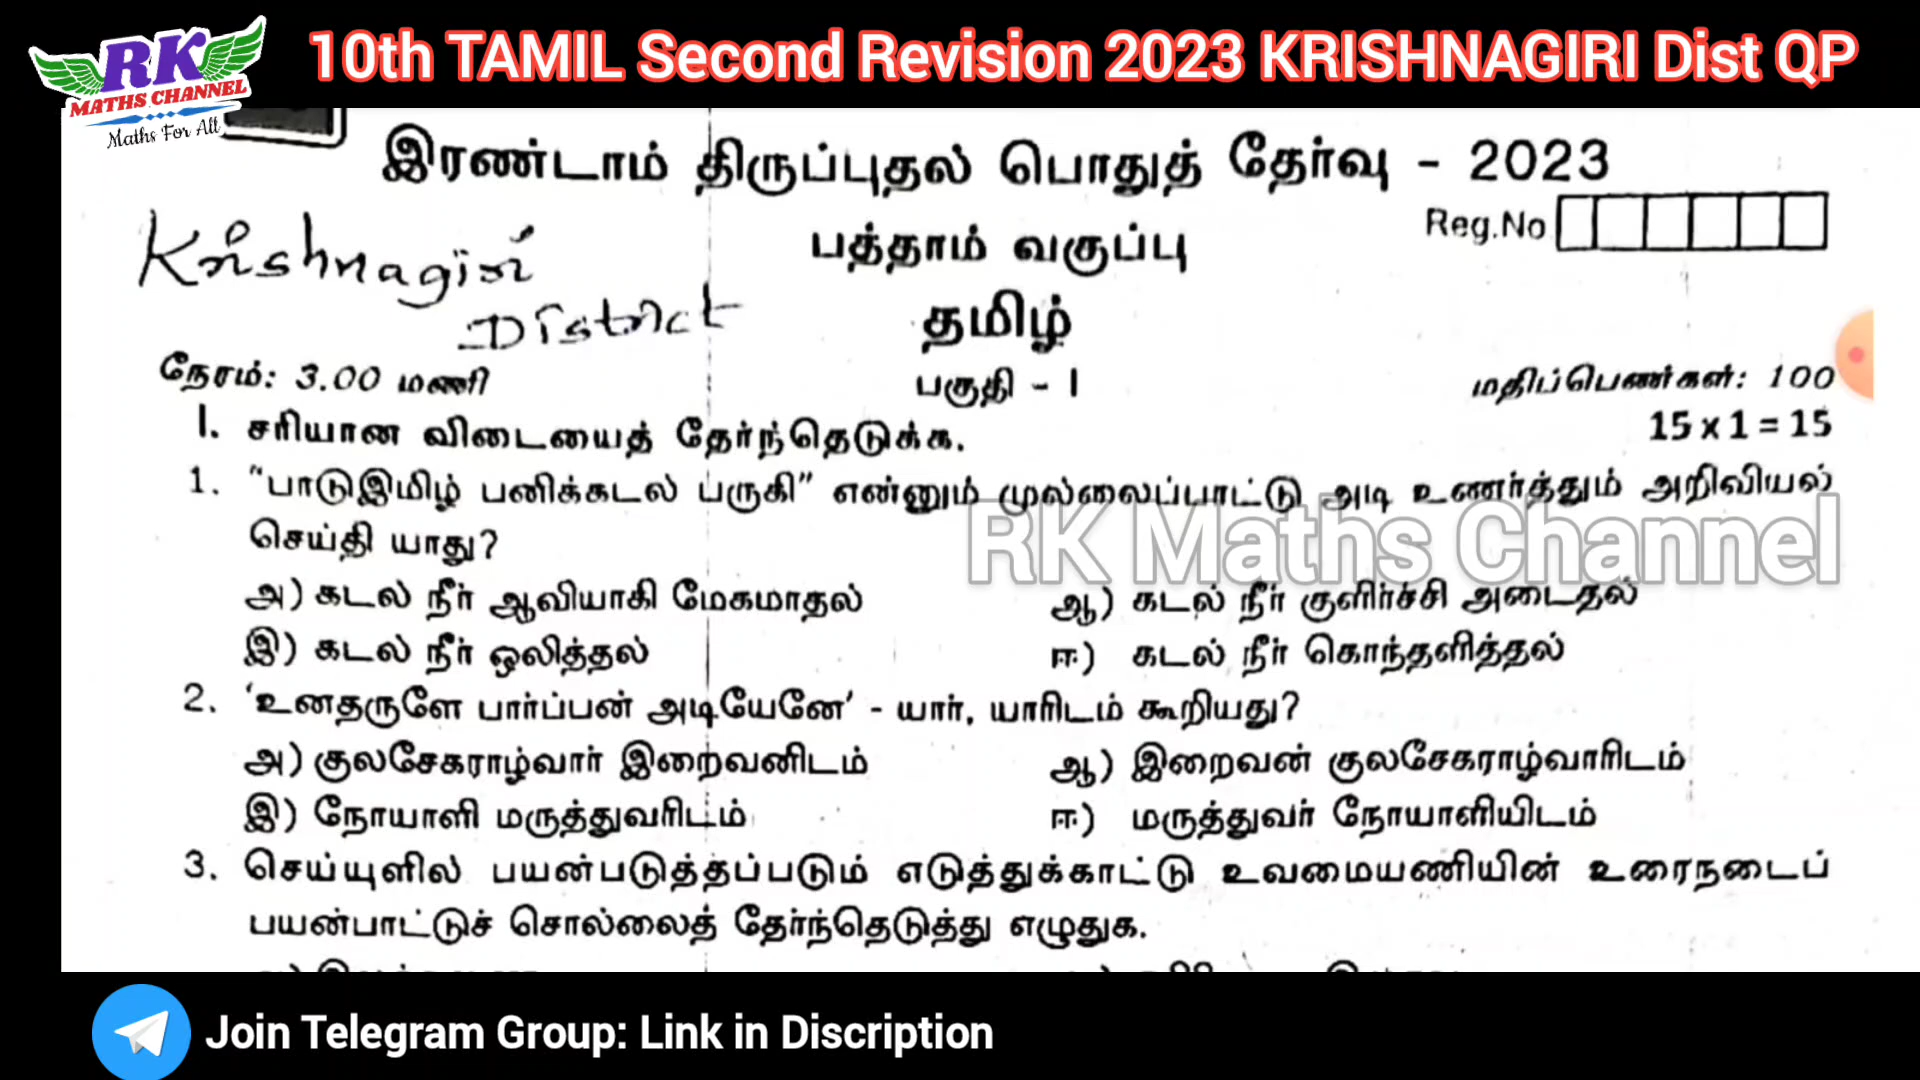 RK
MATHS CHANNEL
Maths For All
10th TAMIL Second Revision 2023 KRISHNAGIRI Dist QP
இரண்டாம் திருப்புதல் பொதுத் தேர்வு - 2023
Reg.No
Krishnagiri
District
பத்தாம் வகுப்பு
தமிழ்
நேரம்: 3.00 மணி
பகுதி - I
மதிப்பெண்கள்: 100
I. சரியான விடையைத் தேர்ந்தெடுக்க.
15 x 1 = 15
1. "பாடுஇமிழ் பனிக்கடல் பருகி" என்னும் முல்லைப்பாட்டு அடி உணர்த்தும் அறிவியல்
செய்தி யாது?
RK Maths Channel
அ) கடல் நீர் ஆவியாகி மேகமாதல் ஆ) கடல் நீர் குளிர்ச்சி அடைதல்
இ) கடல் நீர் ஒலித்தல் ஈ) கடல் நீர் கொந்தளித்தல்
2. 'உனதருளே பார்ப்பன் அடியேனே' - யார், யாரிடம் கூறியது?
அ) குலசேகராழ்வார் இறைவனிடம் ஆ) இறைவன் குலசேகராழ்வாரிடம்
இ) நோயாளி மருத்துவரிடம் ஈ) மருத்துவர் நோயாளியிடம்
3. செய்யுளில் பயன்படுத்தப்படும் எடுத்துக்காட்டு உவமையணியின் உரைநடைப்
பயன்பாட்டுச் சொல்லைத் தேர்ந்தெடுத்து எழுதுக.
Join Telegram Group: Link in Discription